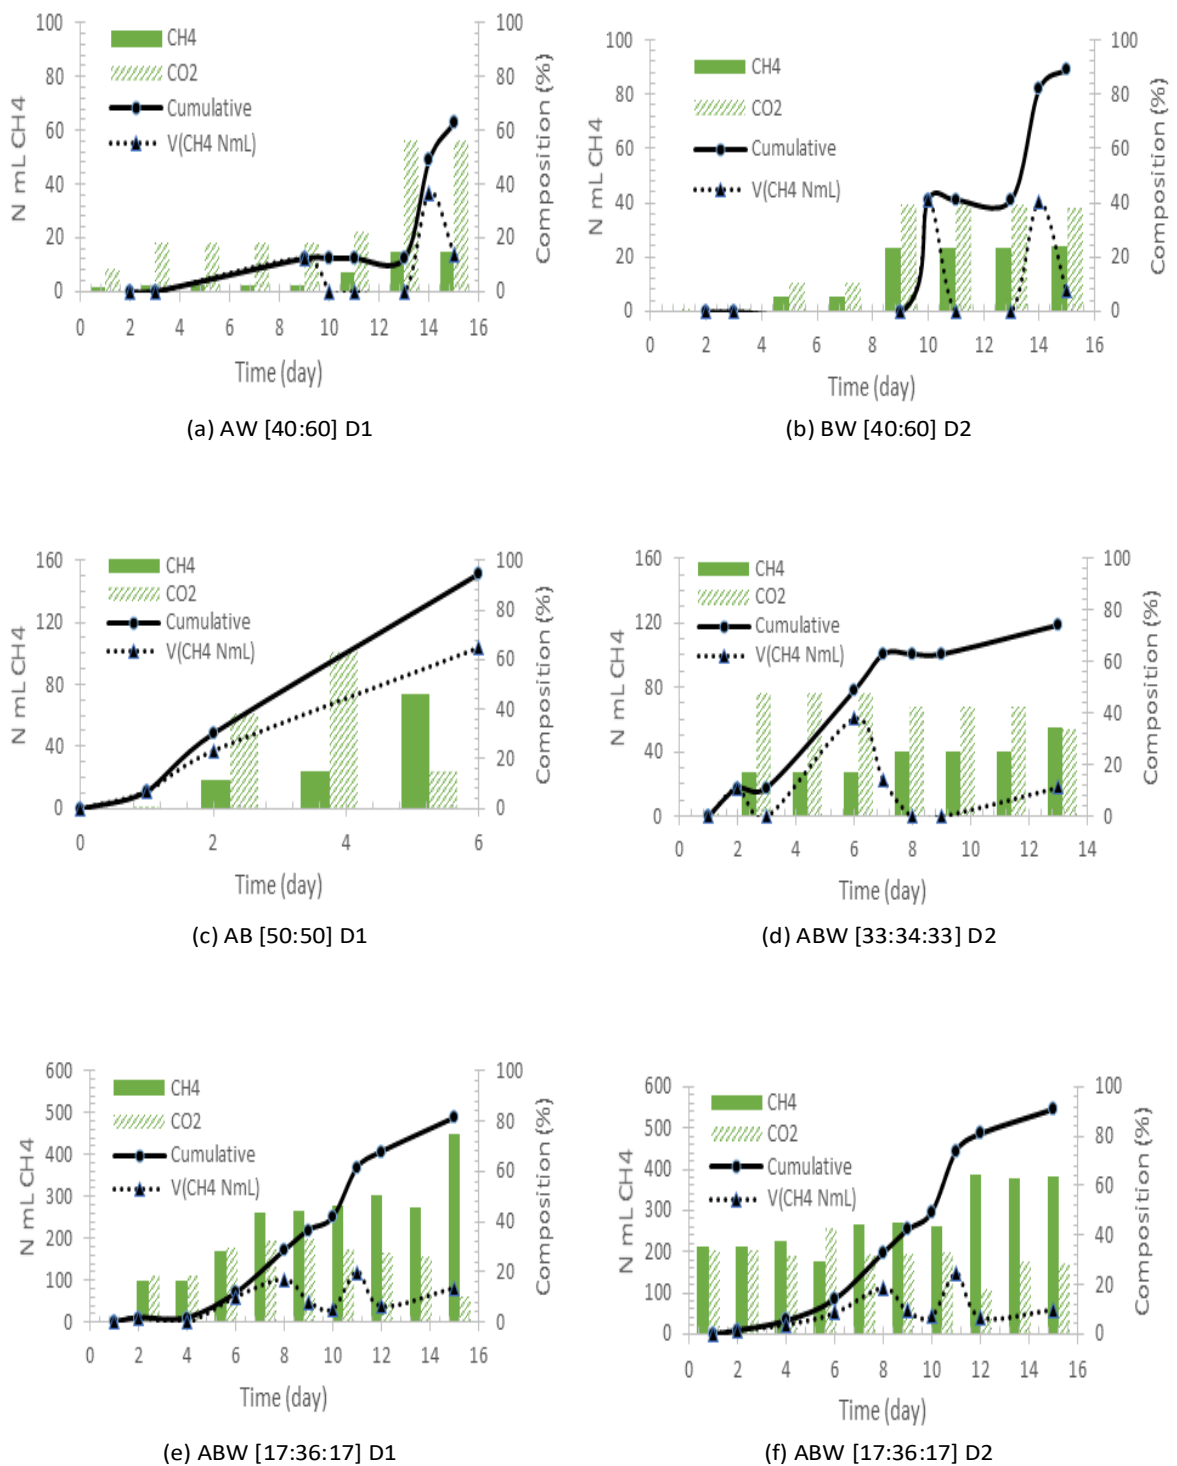 100
80
60
40
20
0
N mL CH4
CH4
CO2
Cumulative
V(CH4 NmL)
100
80
60
40
20
0
Composition (%)
0 2 4 6 8 10 12 14 16
Time (day)
(a) AW [40:60] D1
100
80
60
40
20
0
N mL CH4
CH4
CO2
Cumulative
V(CH4 NmL)
100
80
60
40
20
0
Composition (%)
0 2 4 6 8 10 12 14 16
Time (day)
(b) BW [40:60] D2
160
120
80
40
0
N mL CH4
CH4
CO2
Cumulative
V(CH4 NmL)
100
80
60
40
20
0
Composition (%)
0 2 4 6
Time (day)
(c) AB [50:50] D1
160
120
80
40
0
N mL CH4
CH4
CO2
Cumulative
V(CH4 NmL)
100
80
60
40
20
0
Composition (%)
0 2 4 6 8 10 12 14
Time (day)
(d) ABW [33:34:33] D2
600
500
400
300
200
100
0
N mL CH4
CH4
CO2
Cumulative
V(CH4 NmL)
100
80
60
40
20
0
Composition (%)
0 2 4 6 8 10 12 14 16
Time (day)
(e) ABW [17:36:17] D1
600
500
400
300
200
100
0
N mL CH4
CH4
CO2
Cumulative
V(CH4 NmL)
100
80
60
40
20
0
Composition (%)
0 2 4 6 8 10 12 14 16
Time (day)
(f) ABW [17:36:17] D2